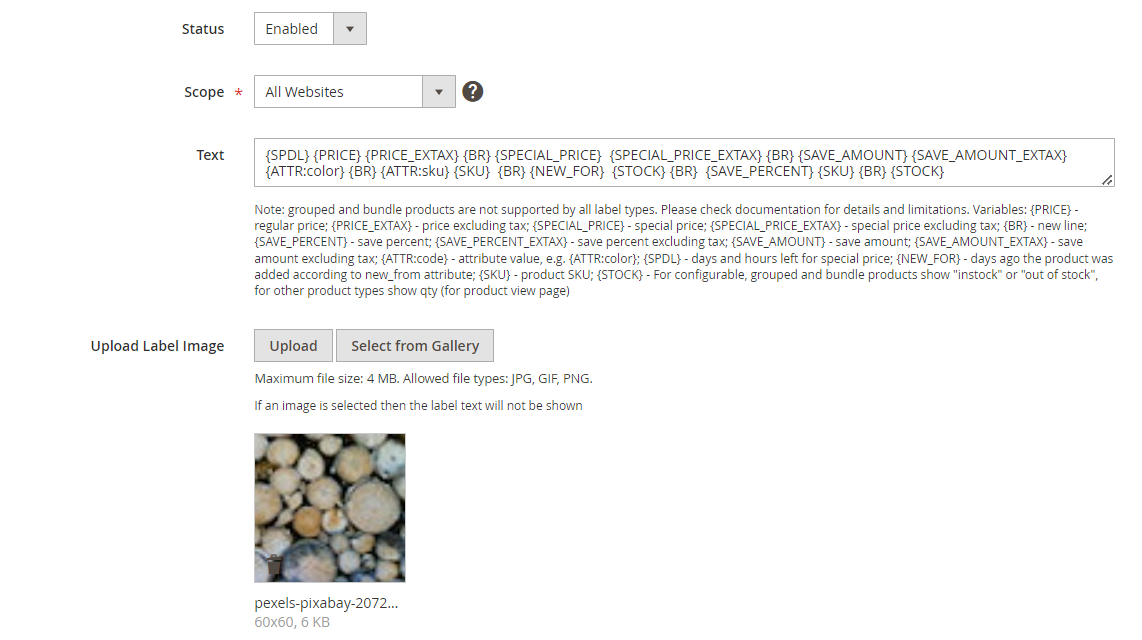 Status
Enabled
Scope *
All Websites
?
Text
{SPDL} {PRICE} {PRICE_EXTAX} {BR} {SPECIAL_PRICE}  {SPECIAL_PRICE_EXTAX} {BR} {SAVE_AMOUNT} {SAVE_AMOUNT_EXTAX}
{ATTR:color} {BR} {ATTR:sku} {SKU}  {BR} {NEW_FOR}  {STOCK} {BR}  {SAVE_PERCENT} {SKU} {BR} {STOCK}
Note: grouped and bundle products are not supported by all label types. Please check documentation for details and limitations. Variables: {PRICE} -
regular price; {PRICE_EXTAX} - price excluding tax; {SPECIAL_PRICE} - special price; {SPECIAL_PRICE_EXTAX} - special price excluding tax; {BR} - new line;
{SAVE_PERCENT} - save percent; {SAVE_PERCENT_EXTAX} - save percent excluding tax; {SAVE_AMOUNT} - save amount; {SAVE_AMOUNT_EXTAX} - save
amount excluding tax; {ATTR:code} - attribute value, e.g. {ATTR:color}; {SPDL} - days and hours left for special price; {NEW_FOR} - days ago the product was
added according to new_from attribute; {SKU} - product SKU; {STOCK} - For configurable, grouped and bundle products show "instock" or "out of stock",
for other product types show qty (for product view page)
Upload Label Image
Upload
Select from Gallery
Maximum file size: 4 MB. Allowed file types: JPG, GIF, PNG.
If an image is selected then the label text will not be shown
pexels-pixabay-2072...
60x60, 6 KB